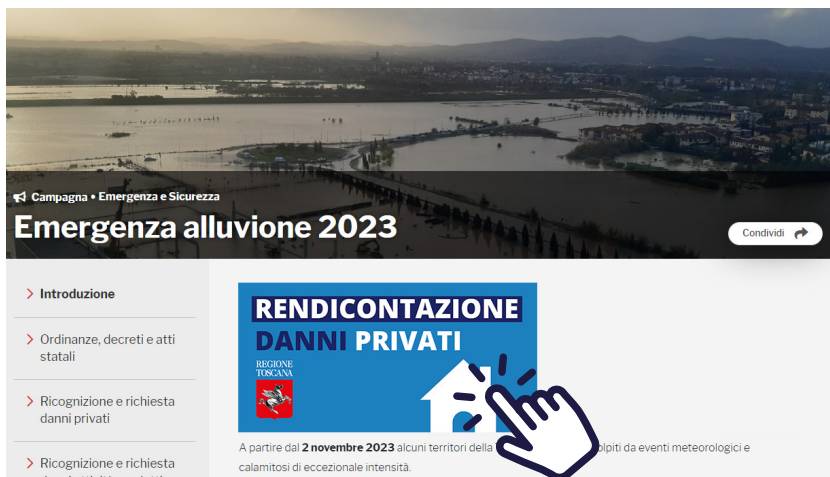 Campagna • Emergenza e Sicurezza
Emergenza alluvione 2023
Condividi
Introduzione
Ordinanze, decreti e atti
statali
Ricognizione e richiesta
danni privati
Ricognizione e richiesta
RENDICONTAZIONE
DANNI PRIVATI
REGIONE
TOSCANA
A partire dal 2 novembre 2023 alcuni territori della olpiti da eventi meteorologici e
calamitosi di eccezionale intensità.